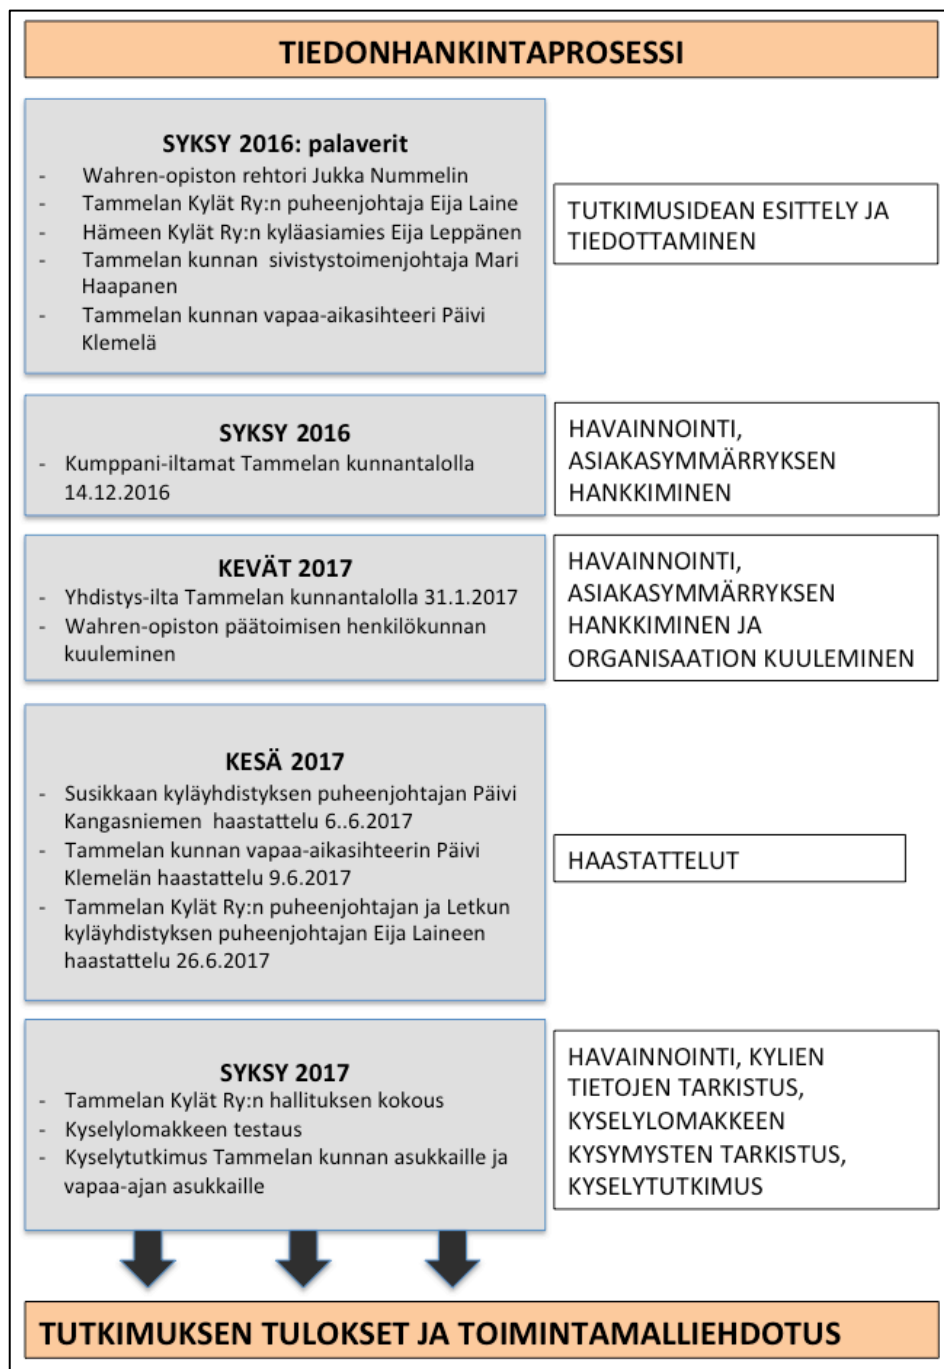 TIEDONHANKINTAPROSESSI
SYKSY 2016: palaverit
- Wahren-opiston rehtori Jukka Nummelin
- Tammelan Kylät Ry:n puheenjohtaja Eija Laine
- Hämeen Kylät Ry:n kyläasiamies Eija Leppänen
- Tammelan kunnan sivistystoimenjohtaja Mari
Haapanen
- Tammelan kunnan vapaa-aikasihteeri Päivi
Klemelä
TUTKIMUSIDEAN ESITTELY JA
TIEDOTTAMINEN
SYKSY 2016
- Kumppani-iltamat Tammelan kunnantalolla
14.12.2016
HAVAINNOINTI,
ASIAKASYMMÄRRYKSEN
HANKKIMINEN
KEVÄT 2017
- Yhdistys-ilta Tammelan kunnantalolla 31.1.2017
- Wahren-opiston päätoimisen henkilökunnan
kuuleminen
HAVAINNOINTI,
ASIAKASYMMÄRRYKSEN
HANKKIMINEN JA
ORGANISAATION KUULEMINEN
KESÄ 2017
- Susikkaan kyläyhdistyksen puheenjohtajan Päivi
Kangasniemen haastattelu 6..6.2017
- Tammelan kunnan vapaa-aikasihteerin Päivi
Klemelän haastattelu 9.6.2017
- Tammelan Kylät Ry:n puheenjohtajan ja Letkun
kyläyhdistyksen puheenjohtajan Eija Laineen
haastattelu 26.6.2017
HAASTATTELUT
SYKSY 2017
- Tammelan Kylät Ry:n hallituksen kokous
- Kyselylomakkeen testaus
- Kyselytutkimus Tammelan kunnan asukkaille ja
vapaa-ajan asukkaille
HAVAINNOINTI, KYLIEN
TIETOJEN TARKISTUS,
KYSELYLOMAKKEEN
KYSYMYSTEN TARKISTUS,
KYSELYTUTKIMUS
TUTKIMUKSEN TULOKSET JA TOIMINTAMALLIEHDOTUS